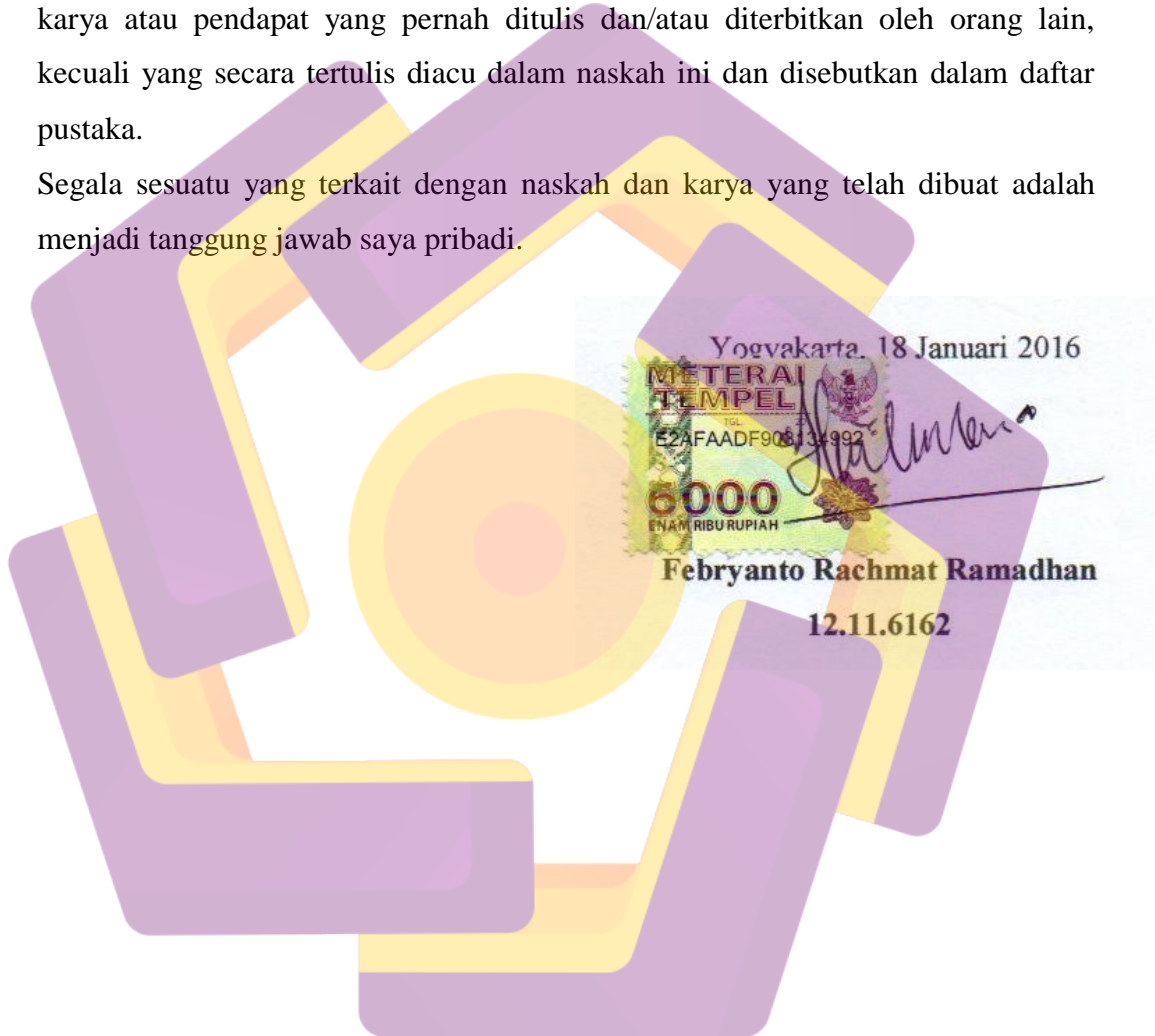 karya atau pendapat yang pernah ditulis dan/atau diterbitkan oleh orang lain,
kecuali yang secara tertulis diacu dalam naskah ini dan disebutkan dalam daftar
pustaka.
Segala sesuatu yang terkait dengan naskah dan karya yang telah dibuat adalah
menjadi tanggung jawab saya pribadi.
Yogyakarta, 18 Januari 2016
METERAI
TEMPEL
TGL.
E2AFAADF908134992
6000
ENAM RIBU RUPIAH
Febryanto Rachmat Ramadhan
12.11.6162